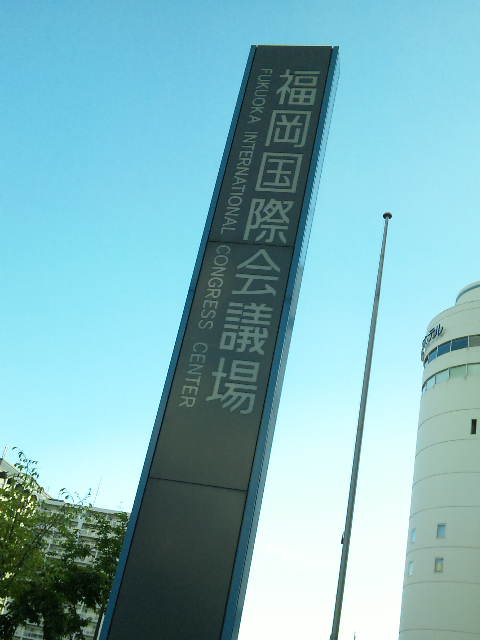 福岡国際会議場
FUKUOKA INTERNATIONAL CONGRESS CENTER